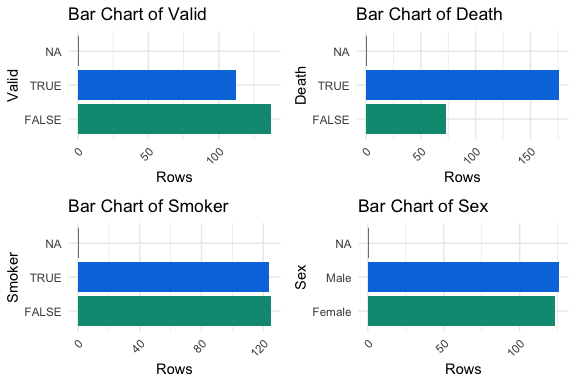 Bar Chart of Valid
Valid
NA
TRUE
FALSE
0 50 100
Rows
Bar Chart of Death
Death
NA
TRUE
FALSE
0 50 100 150
Rows
Bar Chart of Smoker
Smoker
NA
TRUE
FALSE
0 40 80 120
Rows
Bar Chart of Sex
Sex
NA
Male
Female
0 50 100
Rows